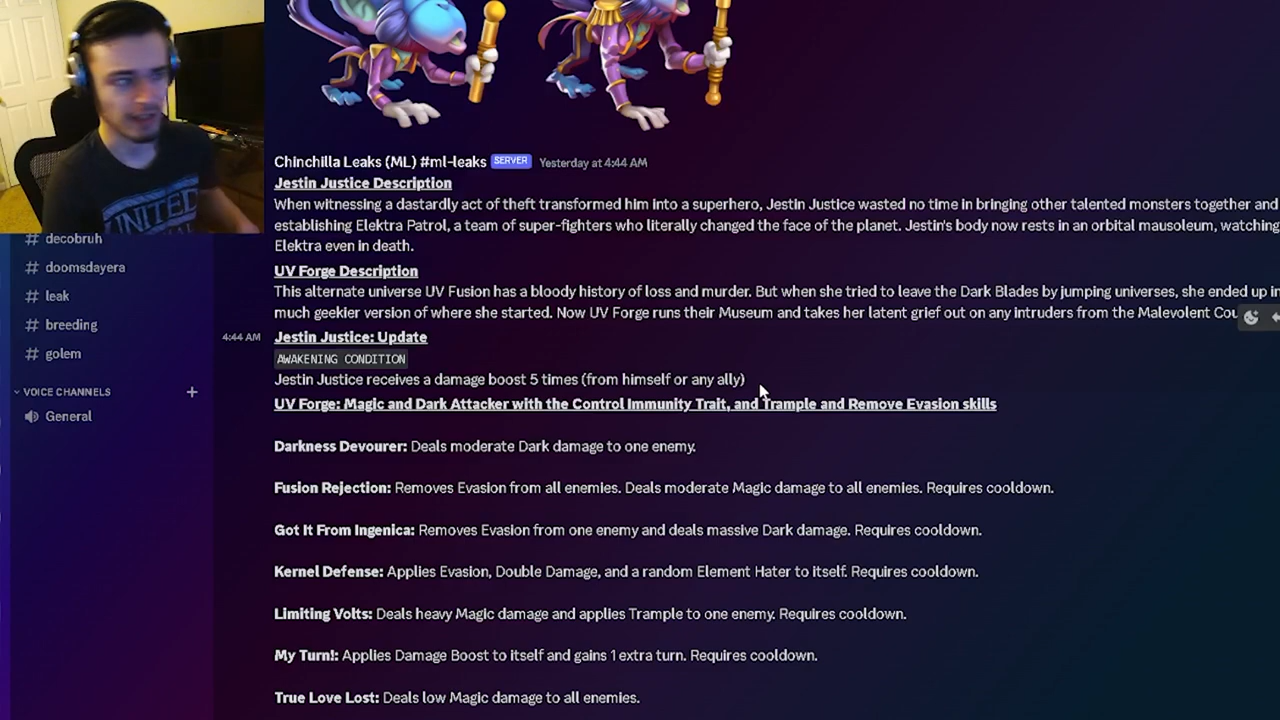 Chinchilla Leaks (ML) #ml-leaks SERVER Yesterday at 4:44 AM
Jestin Justice Description
When witnessing a dastardly act of theft transformed him into a superhero, Jestin Justice wasted no time in bringing other talented monsters together and
establishing Elektra Patrol, a team of super-fighters who literally changed the face of the planet. Jestin's body now rests in an orbital mausoleum, watching
Elektra even in death.
UV Forge Description
This alternate universe UV Fusion has a bloody history of loss and murder. But when she tried to leave the Dark Blades by jumping universes, she ended up in
much geekier version of where she started. Now UV Forge runs their Museum and takes her latent grief out on any intruders from the Malevolent Cou
4:44 AM Jestin Justice: Update
AWAKENING CONDITION
Jestin Justice receives a damage boost 5 times (from himself or any ally)
UV Forge: Magic and Dark Attacker with the Control Immunity Trait, and Trample and Remove Evasion skills
Darkness Devourer: Deals moderate Dark damage to one enemy.
Fusion Rejection: Removes Evasion from all enemies. Deals moderate Magic damage to all enemies. Requires cooldown.
Got It From Ingenica: Removes Evasion from one enemy and deals massive Dark damage. Requires cooldown.
Kernel Defense: Applies Evasion, Double Damage, and a random Element Hater to itself. Requires cooldown.
Limiting Volts: Deals heavy Magic damage and applies Trample to one enemy. Requires cooldown.
My Turn!: Applies Damage Boost to itself and gains 1 extra turn. Requires cooldown.
True Love Lost: Deals low Magic damage to all enemies.
UNITED
# decobruh
# doomsdayera
# leak
# breeding
# golem
VOICE CHANNELS +
General